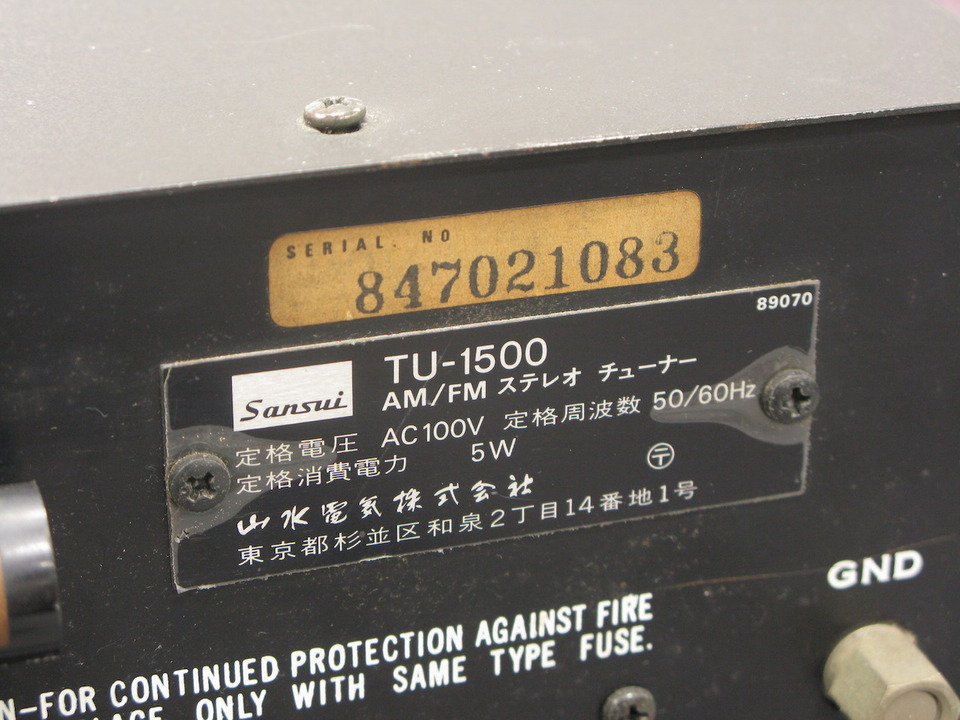 SERIAL. NO
847021083
89070
Sansui
TU-1500
AM/FM ステレオ チューナー
定格電圧 AC100V 定格周波数 50/60Hz
定格消費電力 5W
〒
山水電気株式会社
東京都杉並区和泉2丁目14番地1号
GND
N-FOR CONTINUED PROTECTION AGAINST FIRE
ONLY WITH SAME TYPE FUSE.